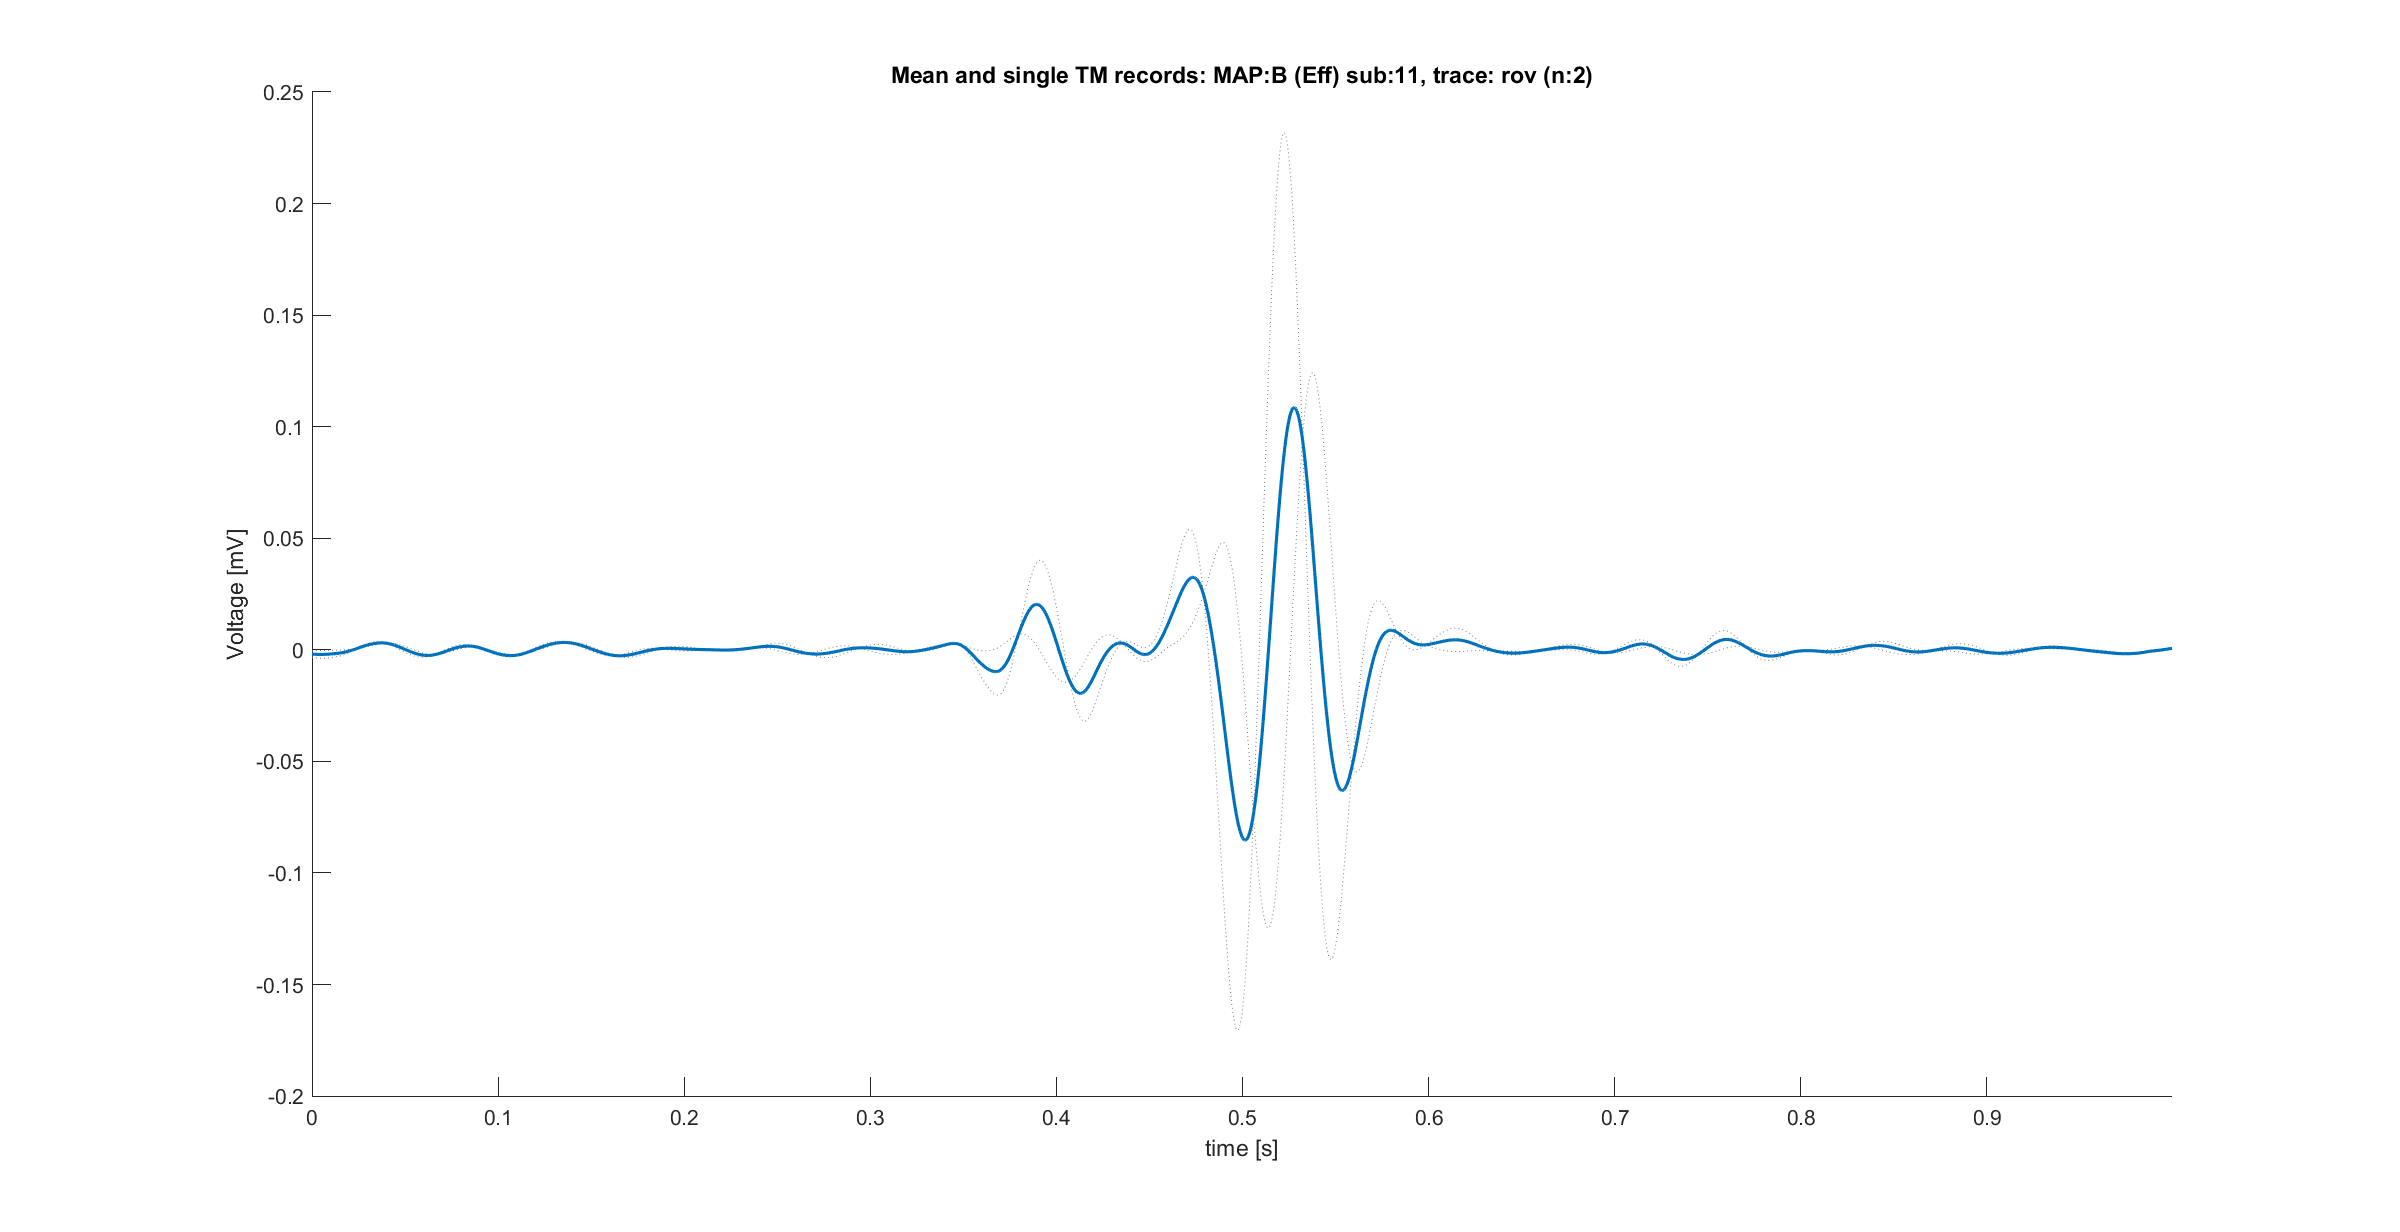 Mean and single TM records: MAP:B (Eff) sub:11, trace: rov (n:2)
0.25
0.2
0.15
0.1
0.05
0
-0.05
-0.1
-0.15
-0.2
Voltage [mV]
0 0.1 0.2 0.3 0.4 0.5 0.6 0.7 0.8 0.9
time [s]